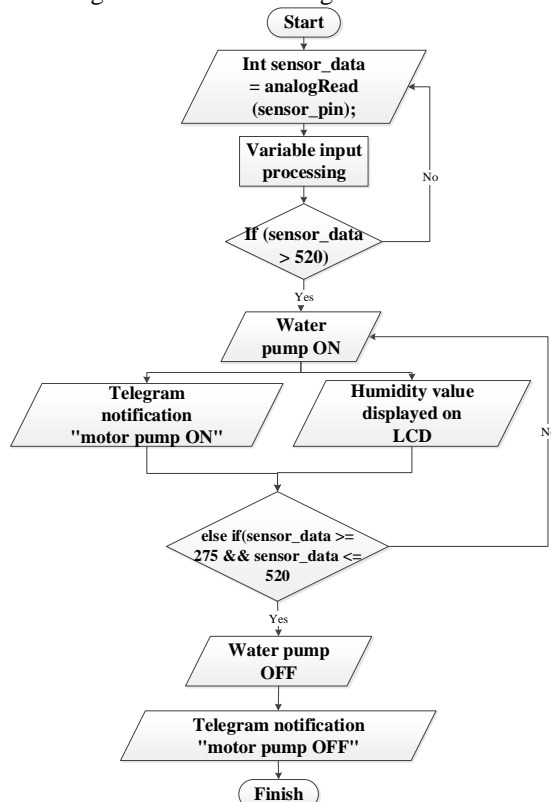 Start
Int sensor_data
= analogRead
(sensor_pin);
Variable input
processing
No
If (sensor_data
> 520)
Yes
Water
pump ON
Telegram
notification
"motor pump ON"
Humidity value
displayed on
LCD
No
else if(sensor_data >=
275 && sensor_data <=
520
Yes
Water pump
OFF
Telegram notification
"motor pump OFF"
Finish